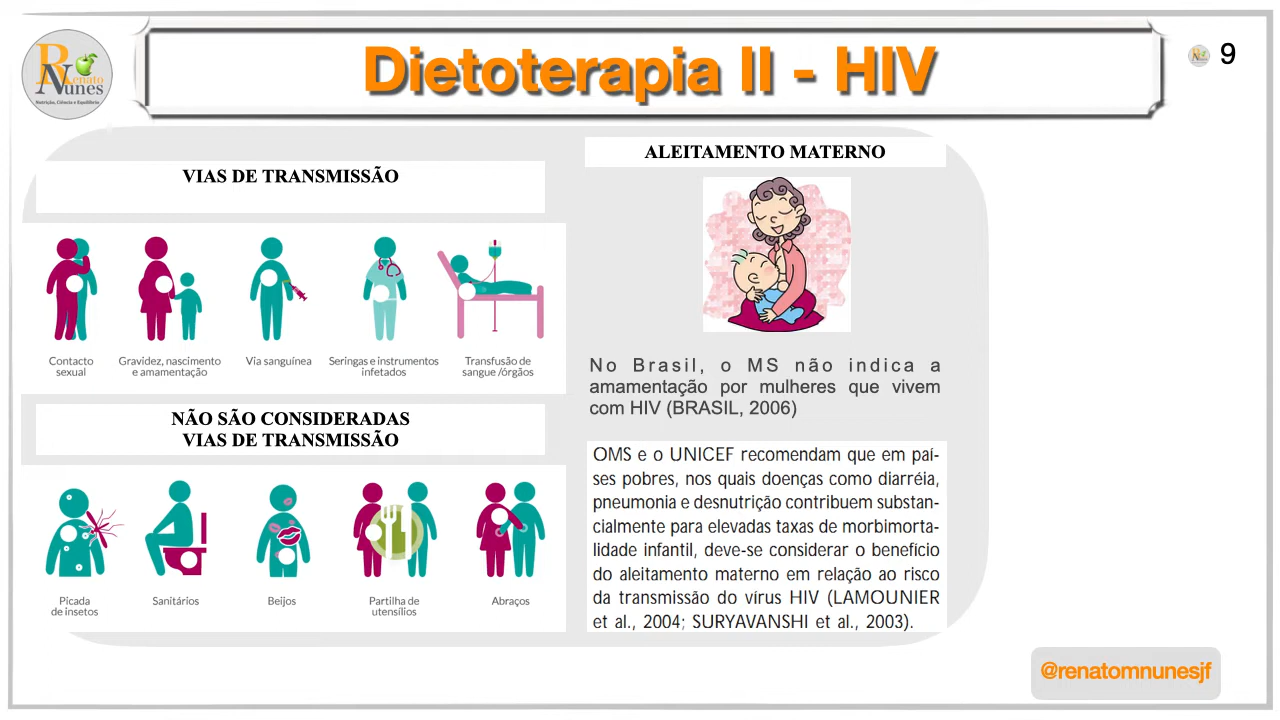 Renato
Nunes
Nutrição, Ciência e Equilíbrio
Dietoterapia II - HIV
9
VIAS DE TRANSMISSÃO
Contacto
sexual
Gravidez, nascimento
e amamentação
Via sanguínea
Seringas e instrumentos
infetados
Transfusão de
sangue /órgãos
NÃO SÃO CONSIDERADAS
VIAS DE TRANSMISSÃO
Picada
de insetos
Sanitários
Beijos
Partilha de
utensílios
Abraços
ALEITAMENTO MATERNO
No Brasil, o MS não indica a
amamentação por mulheres que vivem
com HIV (BRASIL, 2006)
OMS e o UNICEF recomendam que em paí-
ses pobres, nos quais doenças como diarréia,
pneumonia e desnutrição contribuem substan-
cialmente para elevadas taxas de morbimorta-
lidade infantil, deve-se considerar o benefício
do aleitamento materno em relação ao risco
da transmissão do vírus HIV (LAMOUNIER
et al., 2004; SURYAVANSHI et al., 2003).
@renatomnunesjf